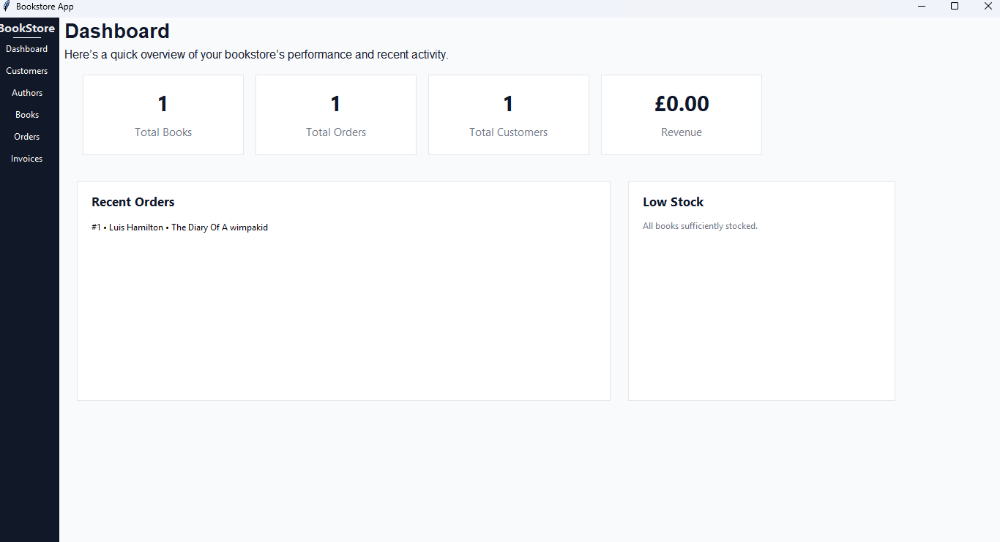 Bookstore App
BookStore
Dashboard
Customers
Authors
Books
Orders
Invoices
Dashboard
Here’s a quick overview of your bookstore’s performance and recent activity.
1
Total Books
1
Total Orders
1
Total Customers
£0.00
Revenue
Recent Orders
#1 • Luis Hamilton • The Diary Of A wimpakid
Low Stock
All books sufficiently stocked.